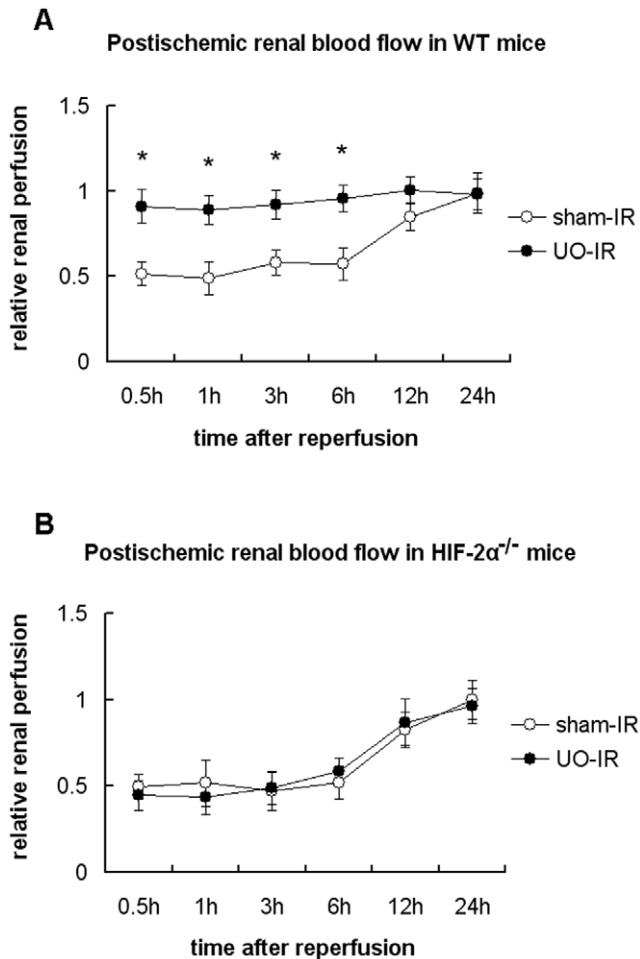 A
Postischemic renal blood flow in WT mice
relative renal perfusion
1.5
1
0.5
0
* * * *
sham-IR
UO-IR
0.5h 1h 3h 6h 12h 24h
time after reperfusion
B
Postischemic renal blood flow in HIF-2α⁻/⁻ mice
relative renal perfusion
1.5
1
0.5
0
sham-IR
UO-IR
0.5h 1h 3h 6h 12h 24h
time after reperfusion